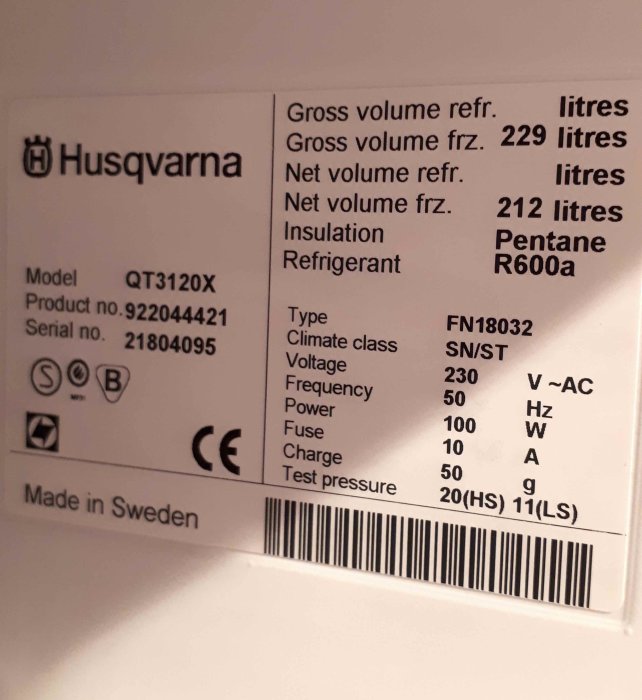 Husqvarna
Model QT3120X
Product no. 922044421
Serial no. 21804095
S B
CE
Made in Sweden
Gross volume refr. litres
Gross volume frz. 229 litres
Net volume refr. litres
Net volume frz. 212 litres
Insulation Pentane
Refrigerant R600a
Type FN18032
Climate class SN/ST
Voltage 230 V ~AC
Frequency 50 Hz
Power 100 W
Fuse 10 A
Charge 50 g
Test pressure 20(HS) 11(LS)